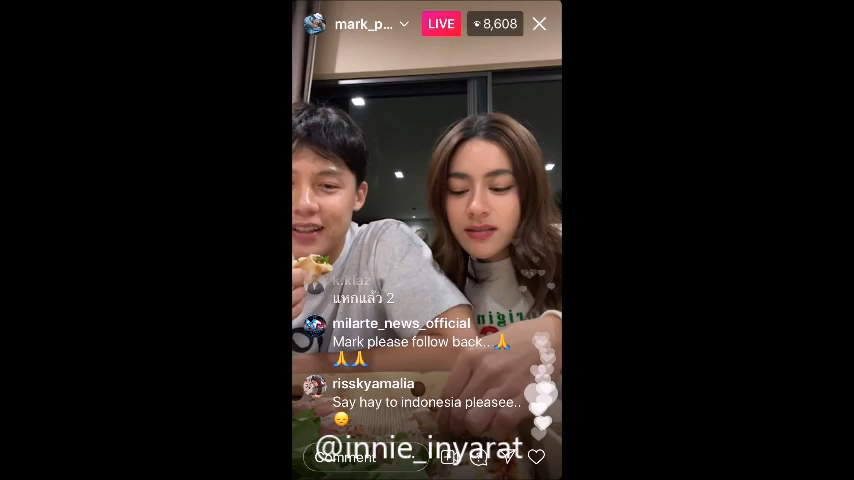 mark_p...
LIVE
8,608
k.klaz
แหกแล้ว 2
milarte_news_official
Mark please follow back.. 🙏
🙏🙏
risskyamalia
Say hay to indonesia pleasee..
😔
@innie_inyarat
Comment